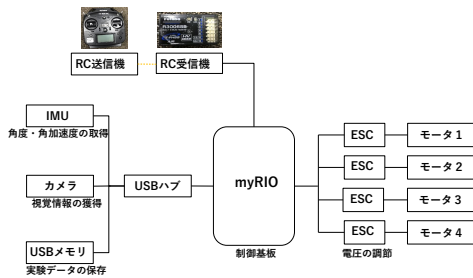 RC送信機
RC受信機
IMU
角度・角加速度の取得
カメラ
視覚情報の獲得
USBメモリ
実験データの保存
USBハブ
myRIO
制御基板
ESC
モータ1
ESC
モータ2
ESC
モータ3
ESC
モータ4
電圧の調節